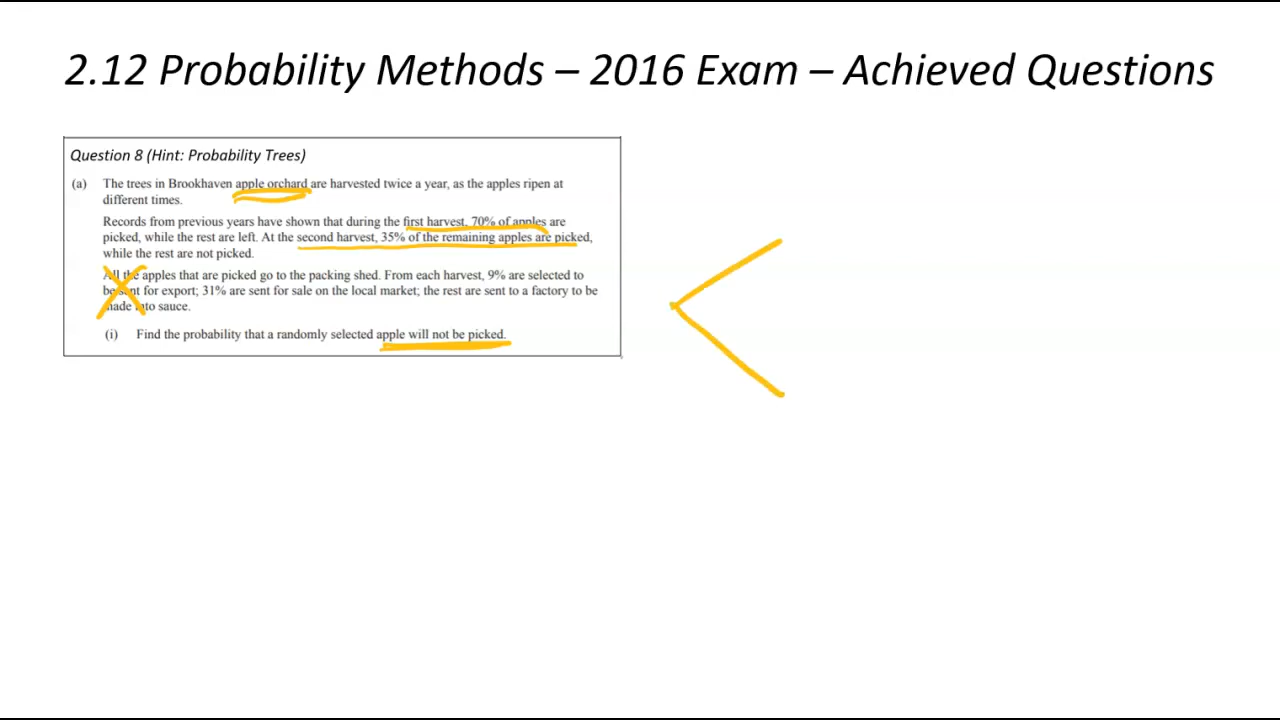 2.12 Probability Methods – 2016 Exam – Achieved Questions
Question 8 (Hint: Probability Trees)
(a) The trees in Brookhaven apple orchard are harvested twice a year, as the apples ripen at
different times.
Records from previous years have shown that during the first harvest, 70% of apples are
picked, while the rest are left. At the second harvest, 35% of the remaining apples are picked,
while the rest are not picked.
All the apples that are picked go to the packing shed. From each harvest, 9% are selected to
be sent for export; 31% are sent for sale on the local market; the rest are sent to a factory to be
made into sauce.
(i) Find the probability that a randomly selected apple will not be picked.